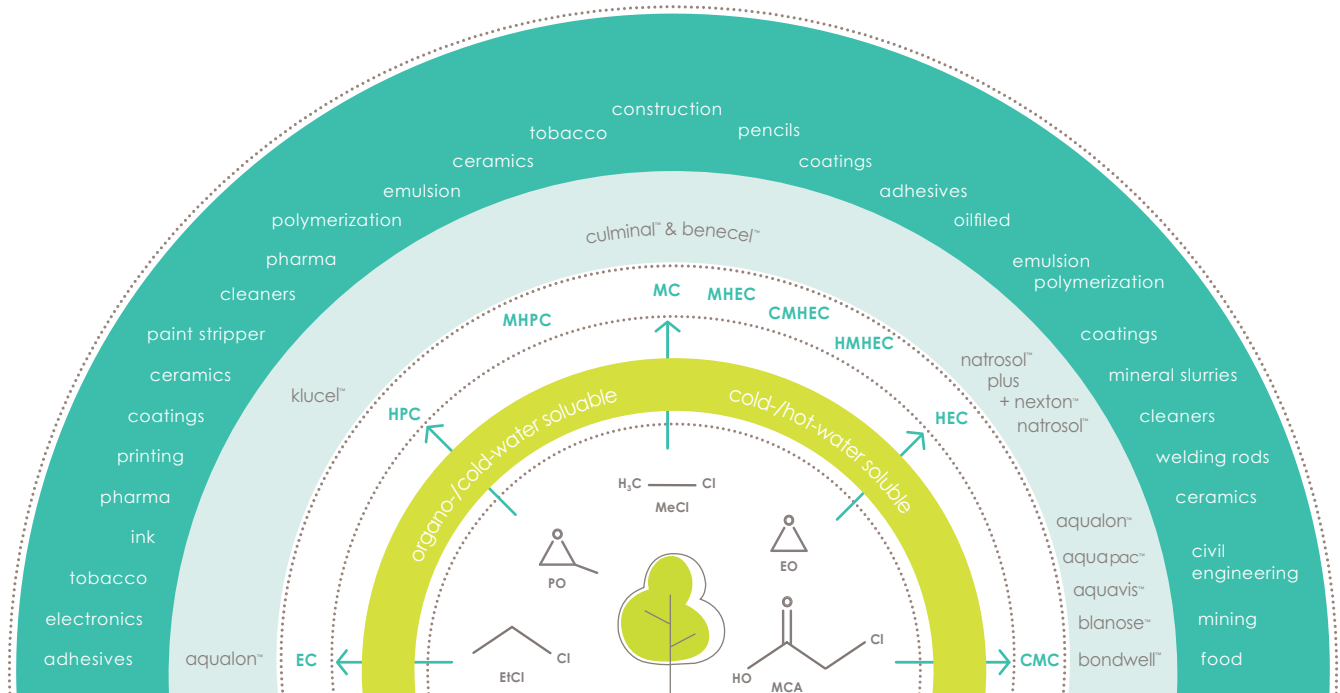 construction
tobacco
pencils
ceramics
coatings
emulsion
adhesives
polymerization
oilfiled
pharma
emulsion
polymerization
cleaners
paint stripper
coatings
ceramics
mineral slurries
coatings
cleaners
printing
welding rods
pharma
ceramics
ink
civil
engineering
tobacco
electronics
mining
adhesives
food
culminal™ & benecel™
klucel™
natrosol™
plus
+ nexton™
natrosol™
aqualon™
aquapac™
aquavis™
blanose™
bondwell™
aqualon™
MC
MHEC
CMHEC
HMHEC
MHPC
HPC
HEC
EC
CMC
organo-/cold-water soluable
cold-/hot-water soluble
H₃C Cl
MeCl
O
PO
O
EO
Cl
EtCl
O
Cl
HO
MCA